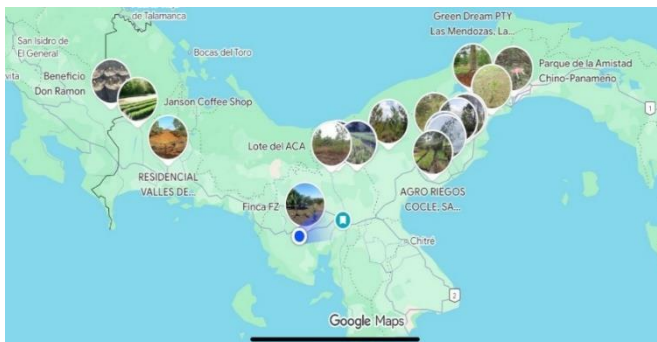 de Talamanca
San Isidro de
El General
Bocas del Toro
Green Dream PTY
Las Mendozas, La...
Beneficio
Don Ramon
Janson Coffee Shop
Parque de la Amistad
Chino-Panameño
1
Lote del ACA
RESIDENCIAL
VALLES DE...
Finca FZ
AGRO RIEGOS
COCLE, SA...
Chitré
2
Google Maps